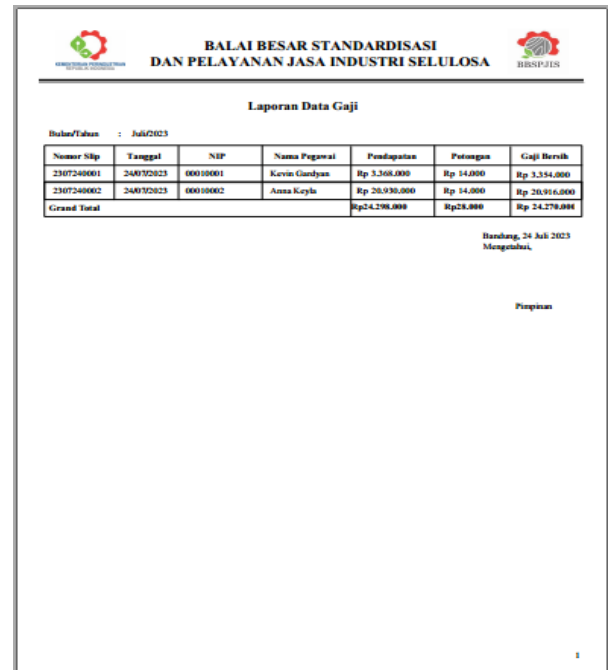 KEMENTERIAN PERINDUSTRIAN
REPUBLIK INDONESIA
BALAI BESAR STANDARDISASI
DAN PELAYANAN JASA INDUSTRI SELULOSA
BBSPJIS
Laporan Data Gaji
Bulan/Tahun : Juli/2023
Nomor Slip Tanggal NIP Nama Pegawai Pendapatan Potongan Gaji Bersih
2307240001 24/07/2023 00010001 Kevin Gardyan Rp 3.368.000 Rp 14.000 Rp 3.354.000
2307240002 24/07/2023 00010002 Anna Keyla Rp 20.930.000 Rp 14.000 Rp 20.916.000
Grand Total Rp24.298.000 Rp28.000 Rp 24.270.000
Bandung, 24 Juli 2023
Mengetahui,
Pimpinan
1